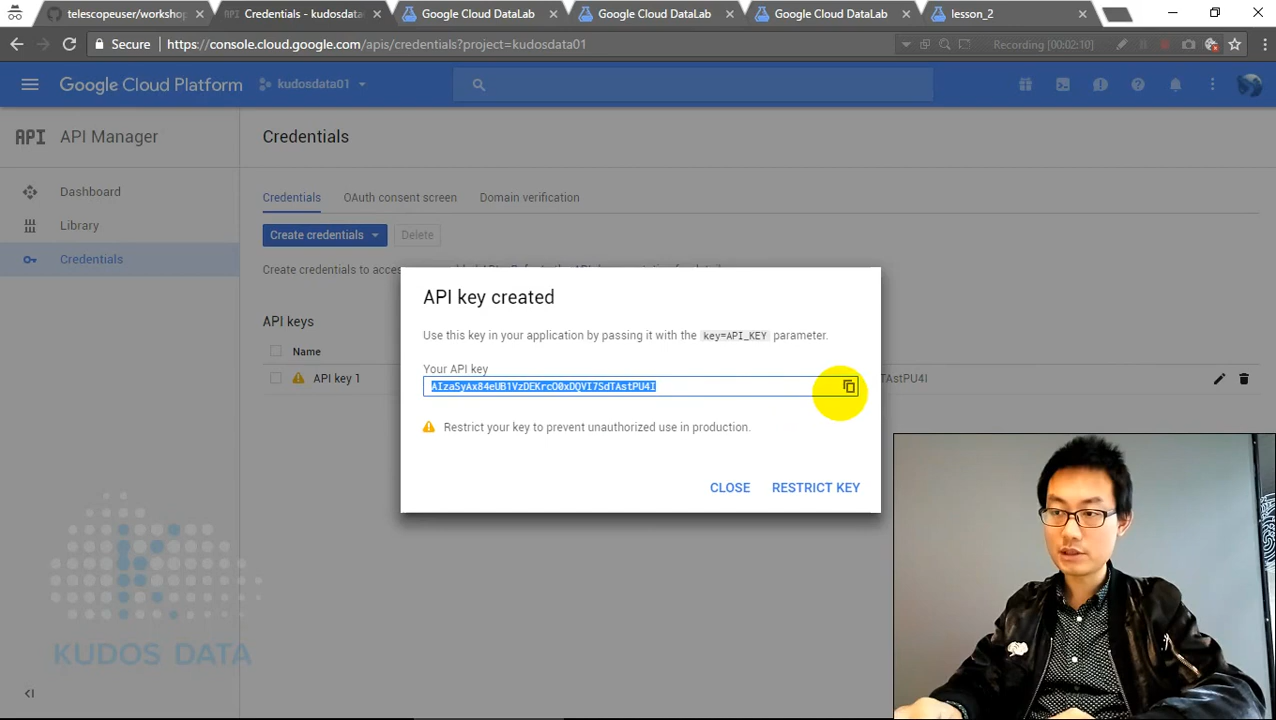 telescopeuser/worksho
Credentials - kudosdata
Google Cloud DataLab
Google Cloud DataLab
Google Cloud DataLab
lesson_2
Secure
https://console.cloud.google.com/apis/credentials?project=kudosdata01
Recording [00:02:10]
Google Cloud Platform
kudosdata01
API API Manager
Credentials
Dashboard
Library
Credentials
Credentials
OAuth consent screen
Domain verification
Create credentials
Delete
Create credentials to acces
API keys
Name
API key 1
TAstPU4I
API key created
Use this key in your application by passing it with the key=API_KEY parameter.
Your API key
AIzaSyAx84eUB1VzDEKrcO0xDQVI7SdTAstPU4I
Restrict your key to prevent unauthorized use in production.
CLOSE
RESTRICT KEY
KUDOS DATA